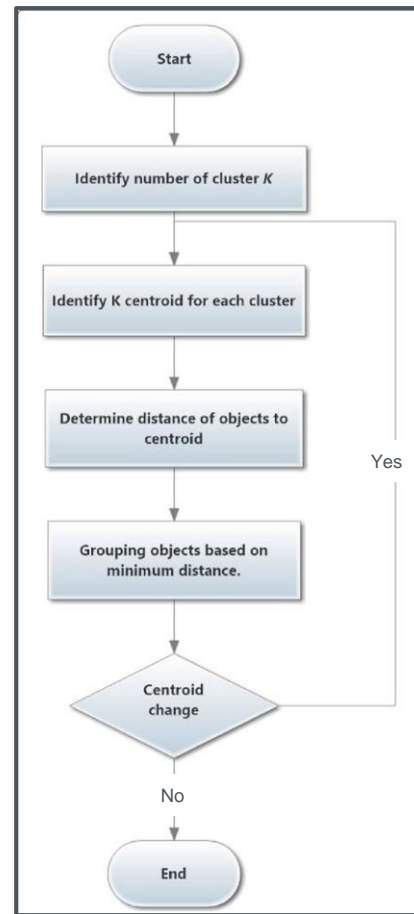 Start
Identify number of cluster K
Identify K centroid for each cluster
Determine distance of objects to
centroid
Yes
Grouping objects based on
minimum distance.
Centroid
change
No
End